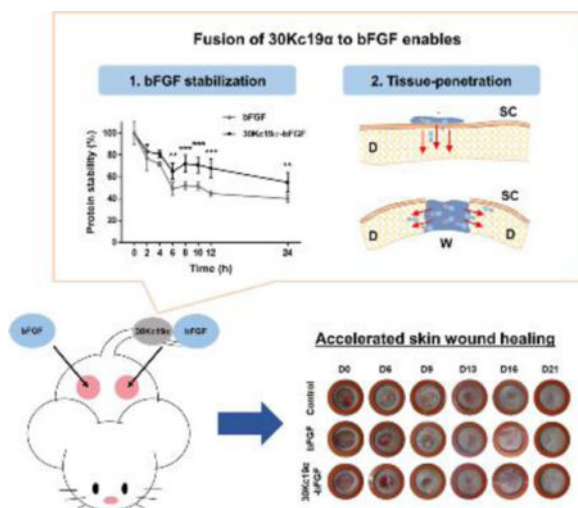 Fusion of 30Kc19α to bFGF enables
1. bFGF stabilization
2. Tissue-penetration
bFGF
30Kc19α-bFGF
Protein stability (%)
100
80
60
40
20
0
**
***
***
***
**
0 2 4 6 8 10 12 24
Time (h)
SC
D
SC
D
W
D
bFGF
30Kc19α
bFGF
Accelerated skin wound healing
D0 D6 D9 D13 D16 D21
Control
bFGF
30Kc19α
-bFGF